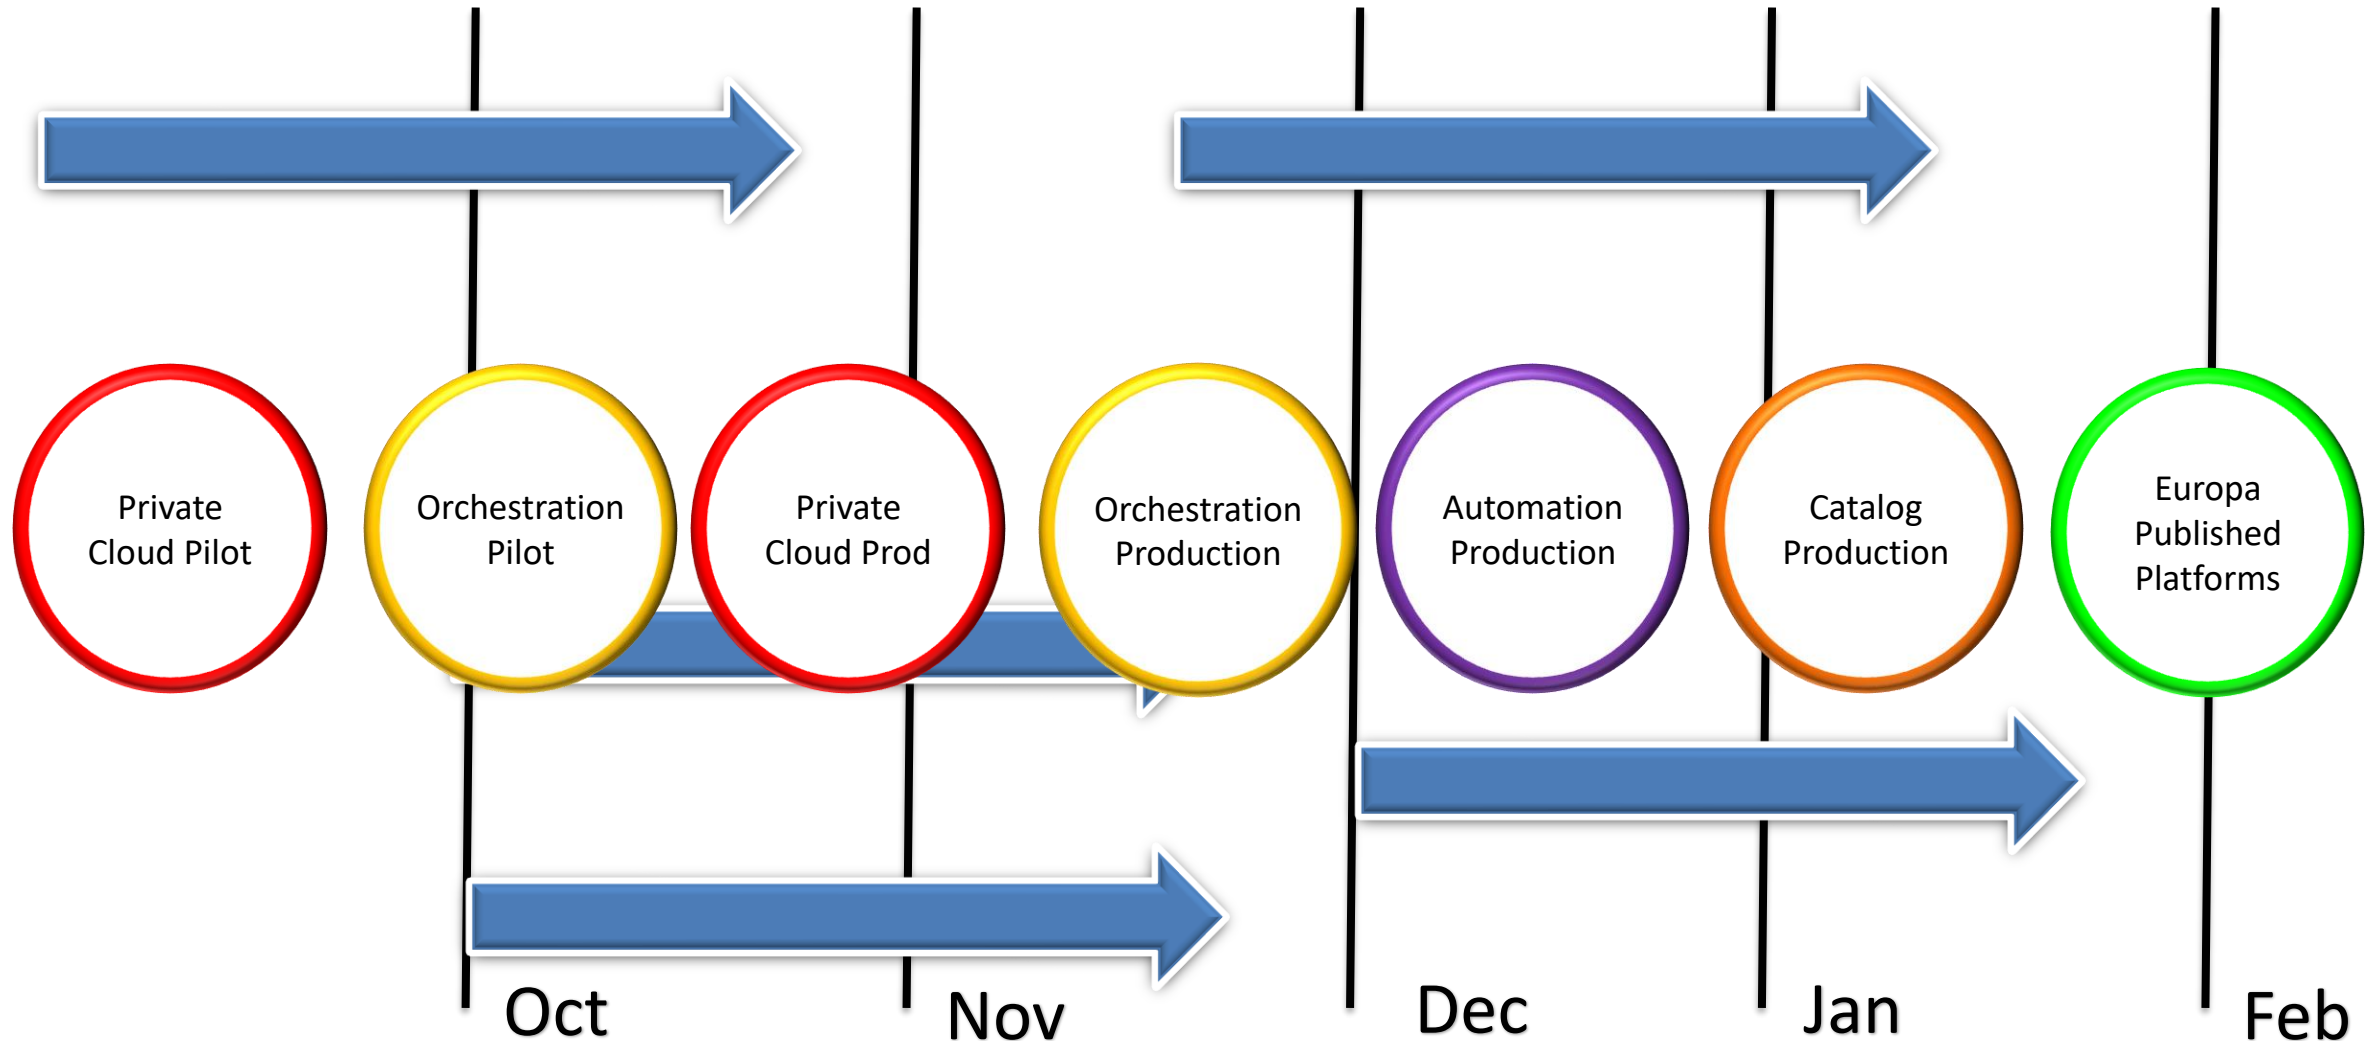 Private
Cloud Pilot
Orchestration
Pilot
Private
Cloud Prod
Orchestration
Production
Automation
Production
Catalog
Production
Europa
Published
Platforms
Oct
Nov
Dec
Jan
Feb